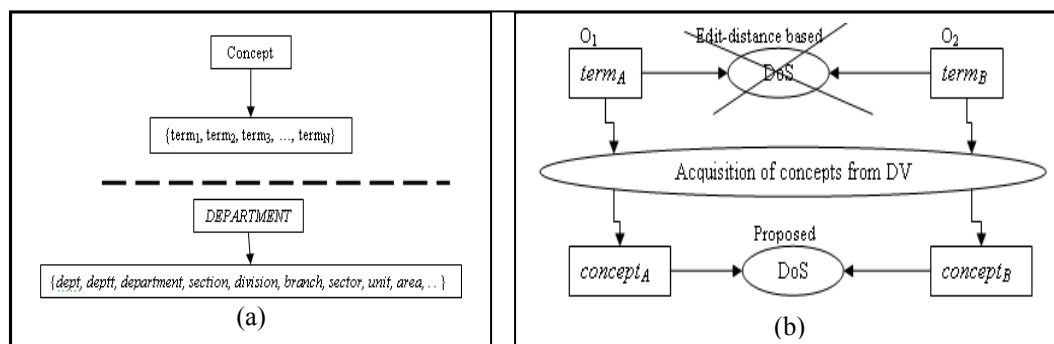 Concept
{term₁, term₂, term₃, ..., termN}
DEPARTMENT
{dept, deptt, department, section, division, branch, sector, unit, area, . . }
(a)
O₁ Edit-distance based O₂
termA DoS termB
Acquisition of concepts from DV
Proposed
conceptA DoS conceptB
(b)